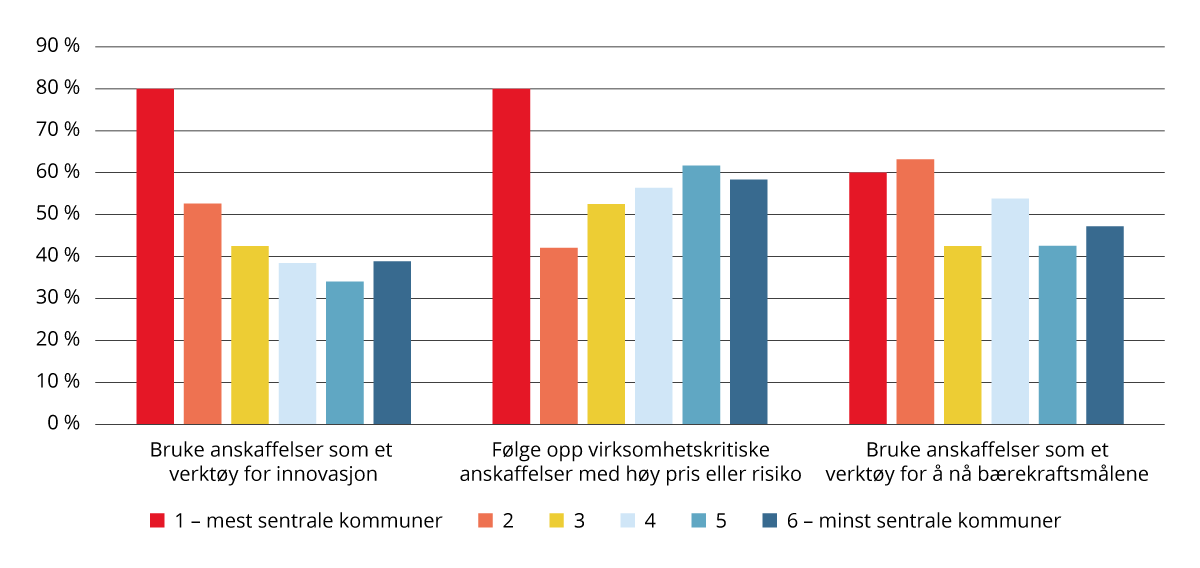 90 %
80 %
70 %
60 %
50 %
40 %
30 %
20 %
10 %
0 %
Bruke anskaffelser som et
verktøy for innovasjon
Følge opp virksomhetskritiske
anskaffelser med høy pris eller risiko
Bruke anskaffelser som et
verktøy for å nå bærekraftsmålene
1 – mest sentrale kommuner 2 3 4 5 6 – minst sentrale kommuner